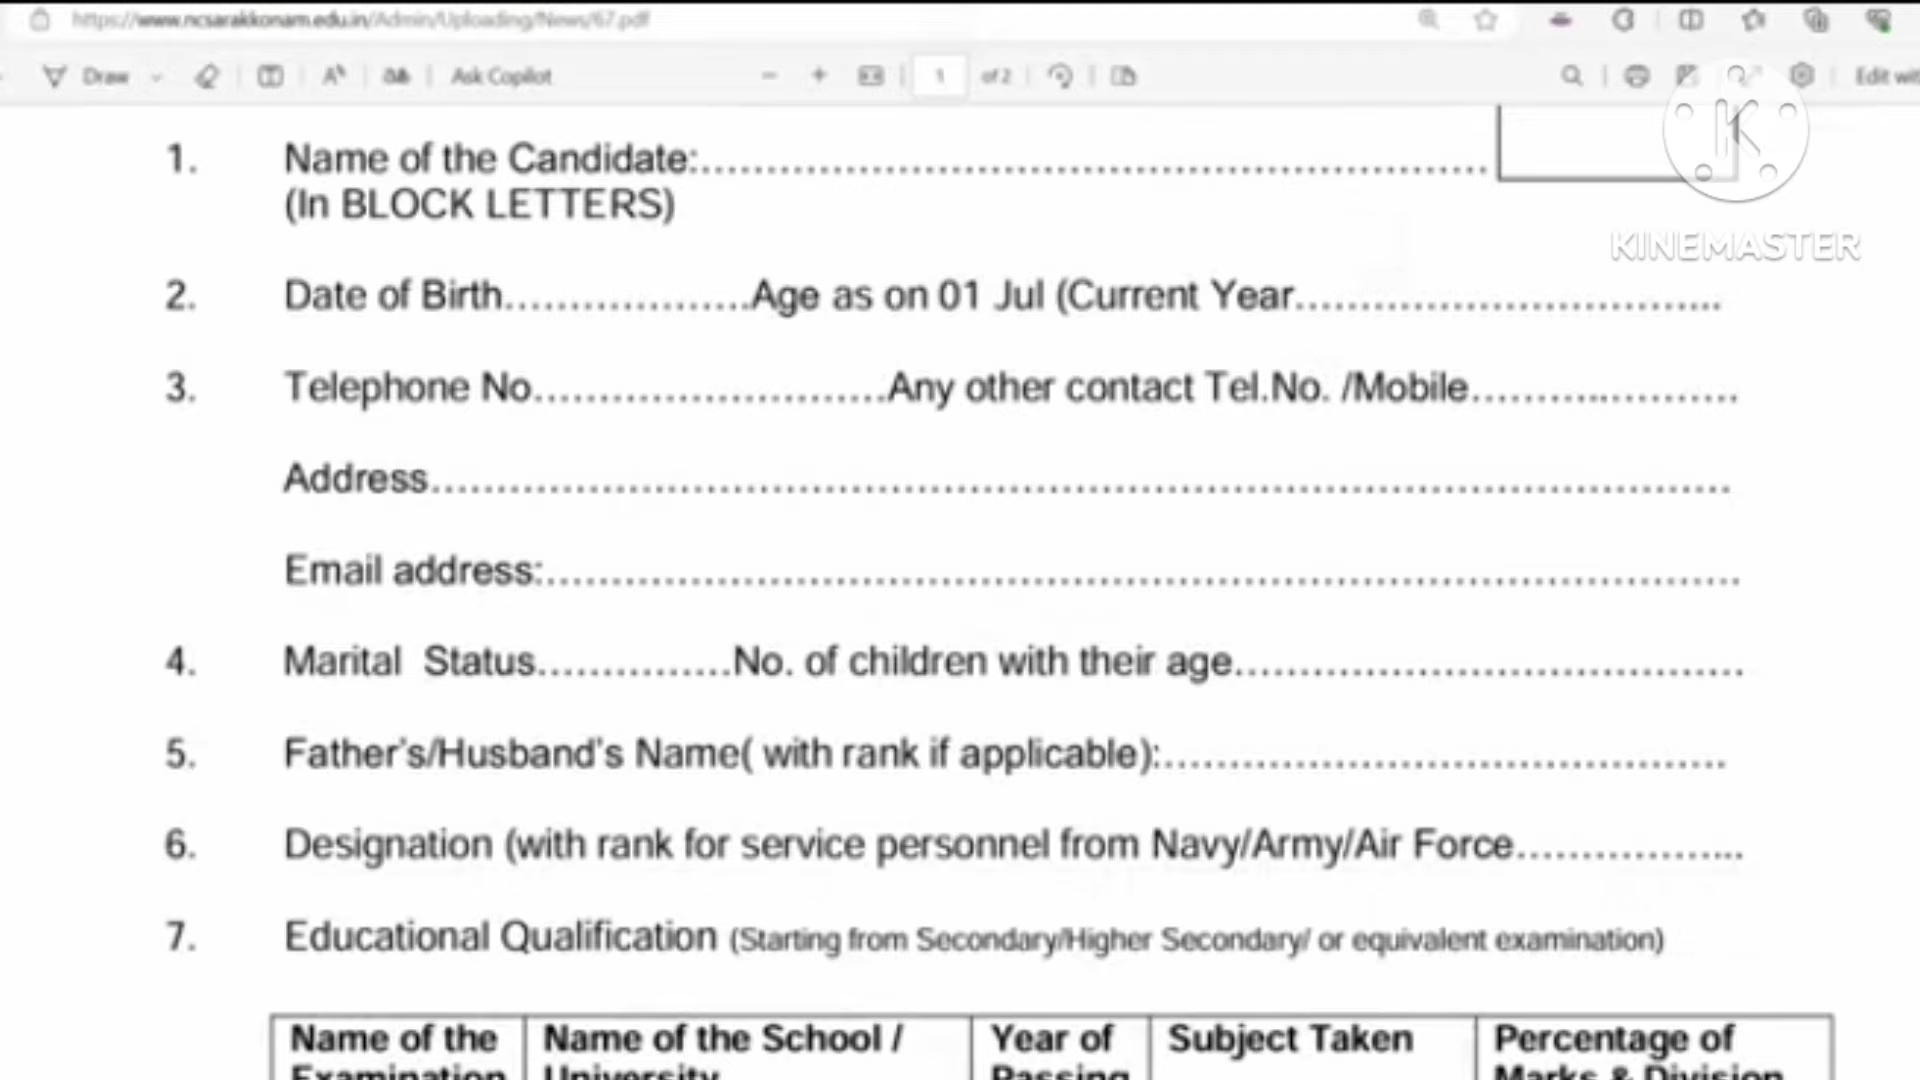 https://www.ncsarakkonam.edu.in/Admin/Uploading/News/67.pdf
Draw
Ask Copilot
1 of 2
Edit wit
KINEMASTER
1. Name of the Candidate:..........................................................
(In BLOCK LETTERS)
2. Date of Birth...................Age as on 01 Jul (Current Year.................................
3. Telephone No...........................Any other contact Tel.No. /Mobile.....................
Address....................................................................................................
Email address:............................................................................................
4. Marital Status...............No. of children with their age.......................................
5. Father's/Husband's Name( with rank if applicable):...........................................
6. Designation (with rank for service personnel from Navy/Army/Air Force..................
7. Educational Qualification (Starting from Secondary/Higher Secondary/ or equivalent examination)
Name of the Name of the School / Year of Subject Taken Percentage of
Examination University Passing Marks & Division